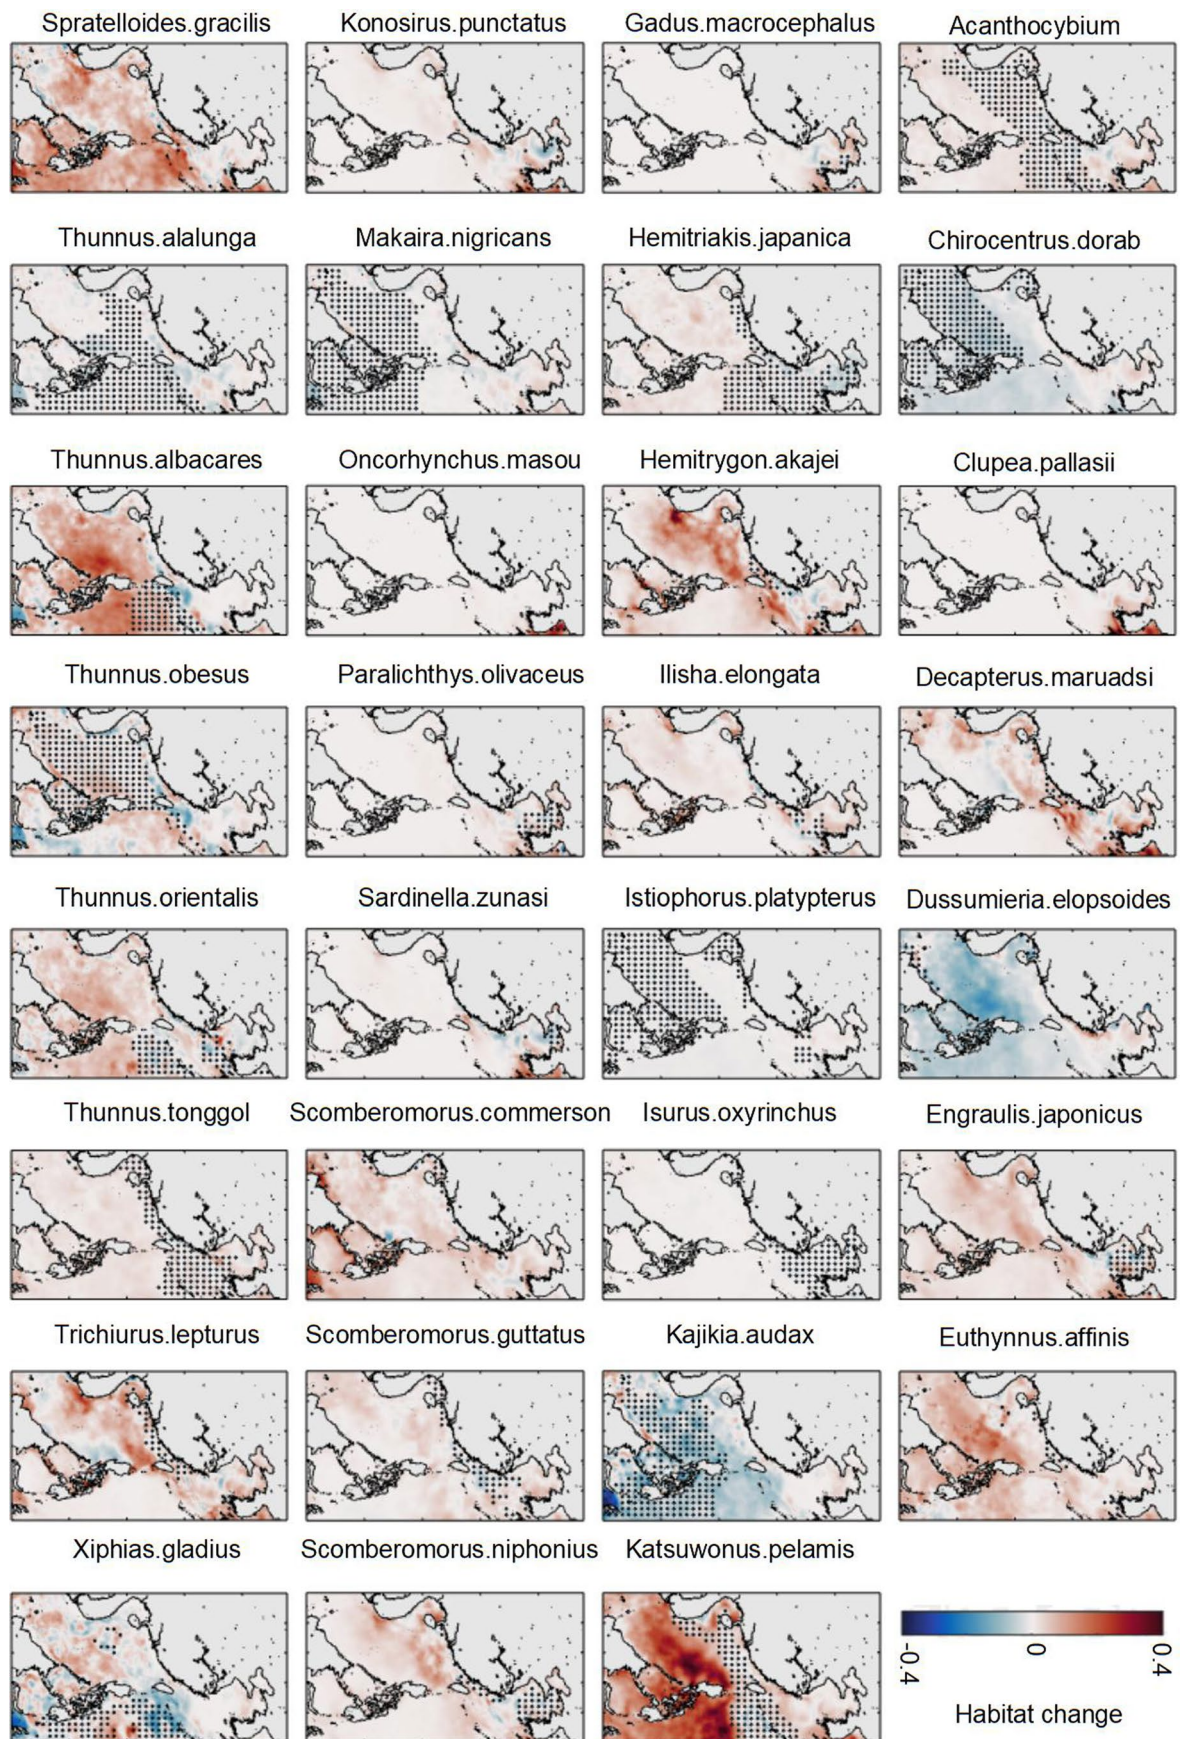 Spratelloides.gracilis
Konosirus.punctatus
Gadus.macrocephalus
Acanthocybium
Thunnus.alalunga
Makaira.nigricans
Hemitriakis.japanica
Chirocentrus.dorab
Thunnus.albacares
Oncorhynchus.masou
Hemitrygon.akajei
Clupea.pallasii
Thunnus.obesus
Paralichthys.olivaceus
Ilisha.elongata
Decapterus.maruadsi
Thunnus.orientalis
Sardinella.zunasi
Istiophorus.platypterus
Dussumieria.elopsoides
Thunnus.tonggol
Scomberomorus.commerson
Isurus.oxyrinchus
Engraulis.japonicus
Trichiurus.lepturus
Scomberomorus.guttatus
Kajikia.audax
Euthynnus.affinis
Xiphias.gladius
Scomberomorus.niphonius
Katsuwonus.pelamis
-0.4
0
0.4
Habitat change